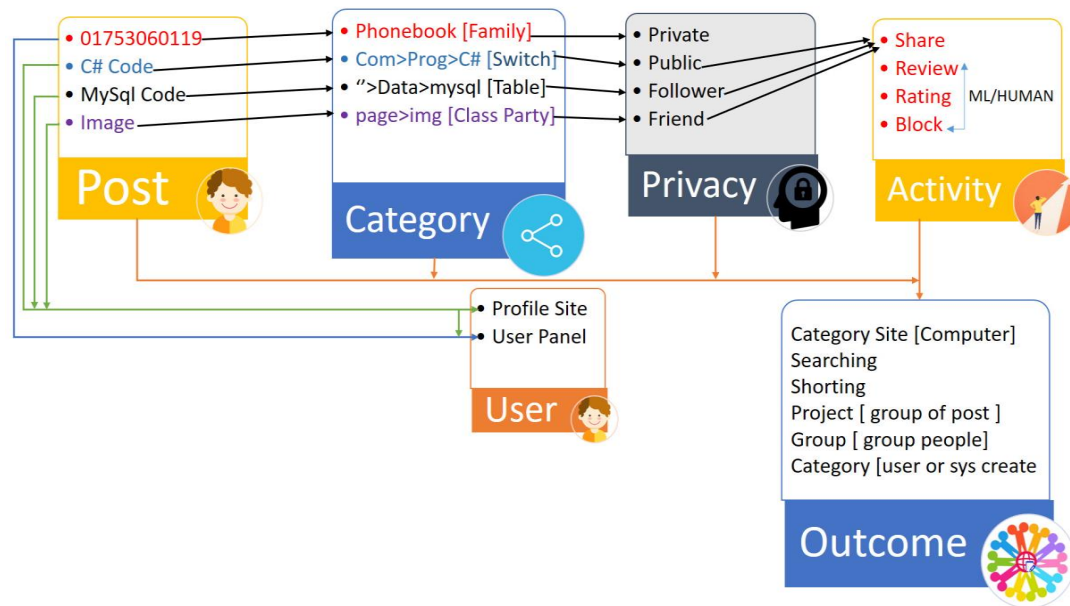 01753060119
C# Code
MySql Code
Image
Post
Phonebook [Family]
Com>Prog>C# [Switch]
‘’>Data>mysql [Table]
page>img [Class Party]
Category
Private
Public
Follower
Friend
Privacy
Share
Review
Rating
Block
ML/HUMAN
Activity
Profile Site
User Panel
User
Category Site [Computer]
Searching
Shorting
Project [ group of post ]
Group [ group people]
Category [user or sys create
Outcome